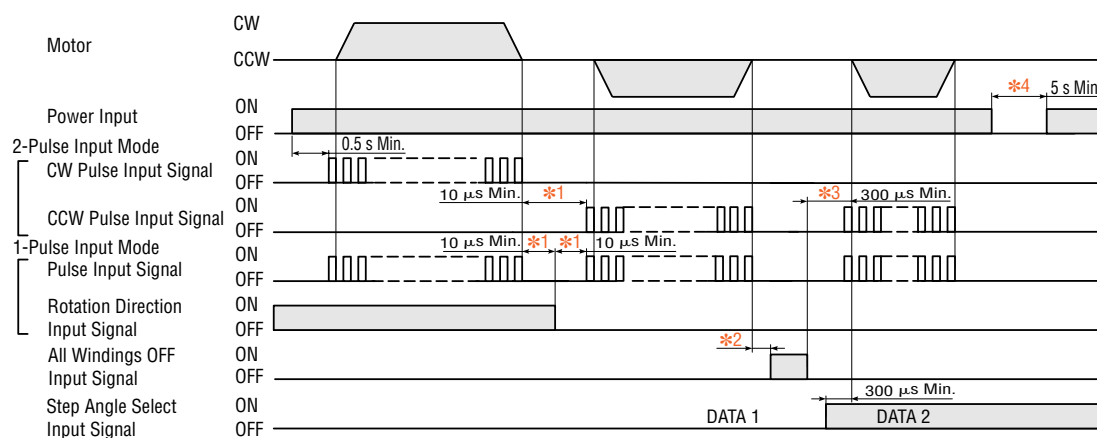 CW
Motor
CCW
Power Input
ON
✻4
5 s Min
OFF
2-Pulse Input Mode
0.5 s Min.
CW Pulse Input Signal
ON
OFF
10 µs Min.
✻1
✻3
300 µs Min.
CCW Pulse Input Signal
ON
OFF
1-Pulse Input Mode
10 µs Min.
✻1
✻1
10 µs Min.
Pulse Input Signal
ON
OFF
Rotation Direction
Input Signal
ON
OFF
All Windings OFF
Input Signal
ON
OFF
✻2
300 µs Min.
Step Angle Select
Input Signal
ON
OFF
DATA 1
DATA 2